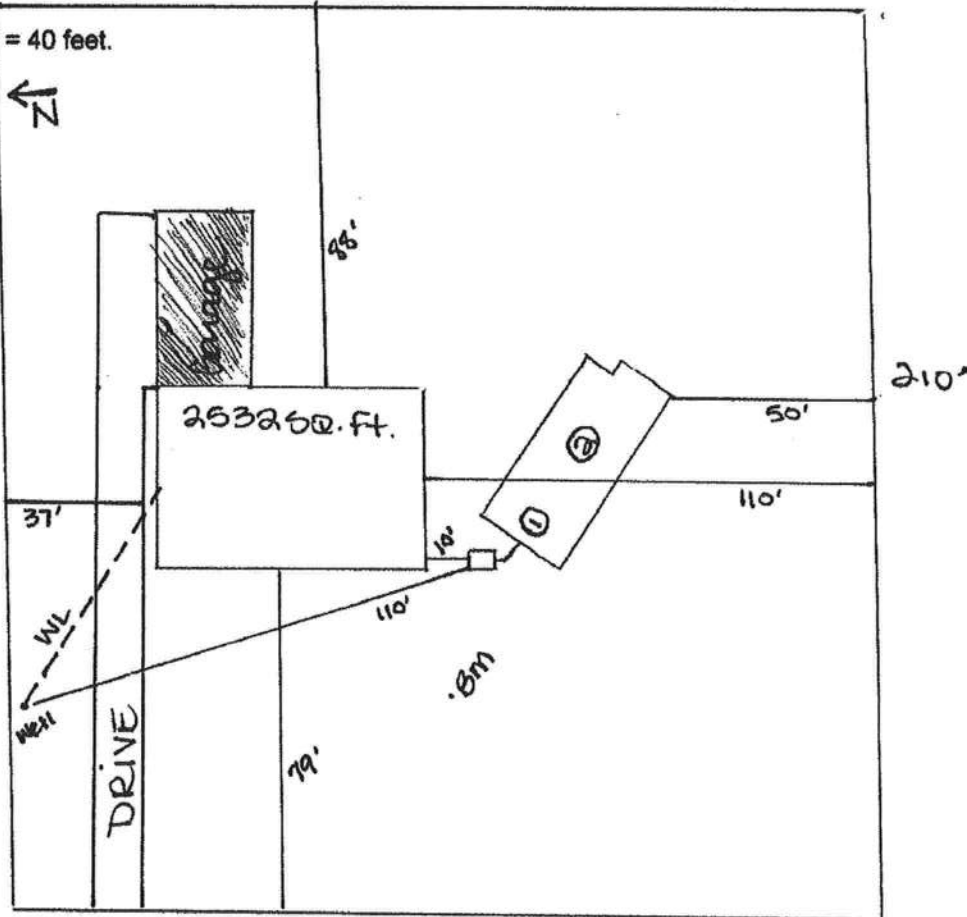 = 40 feet.
N
88'
Garage
2532 SQ. Ft.
210'
50'
2
110'
37'
1
10'
WL
110'
.BM
Well
DRIVE
79'